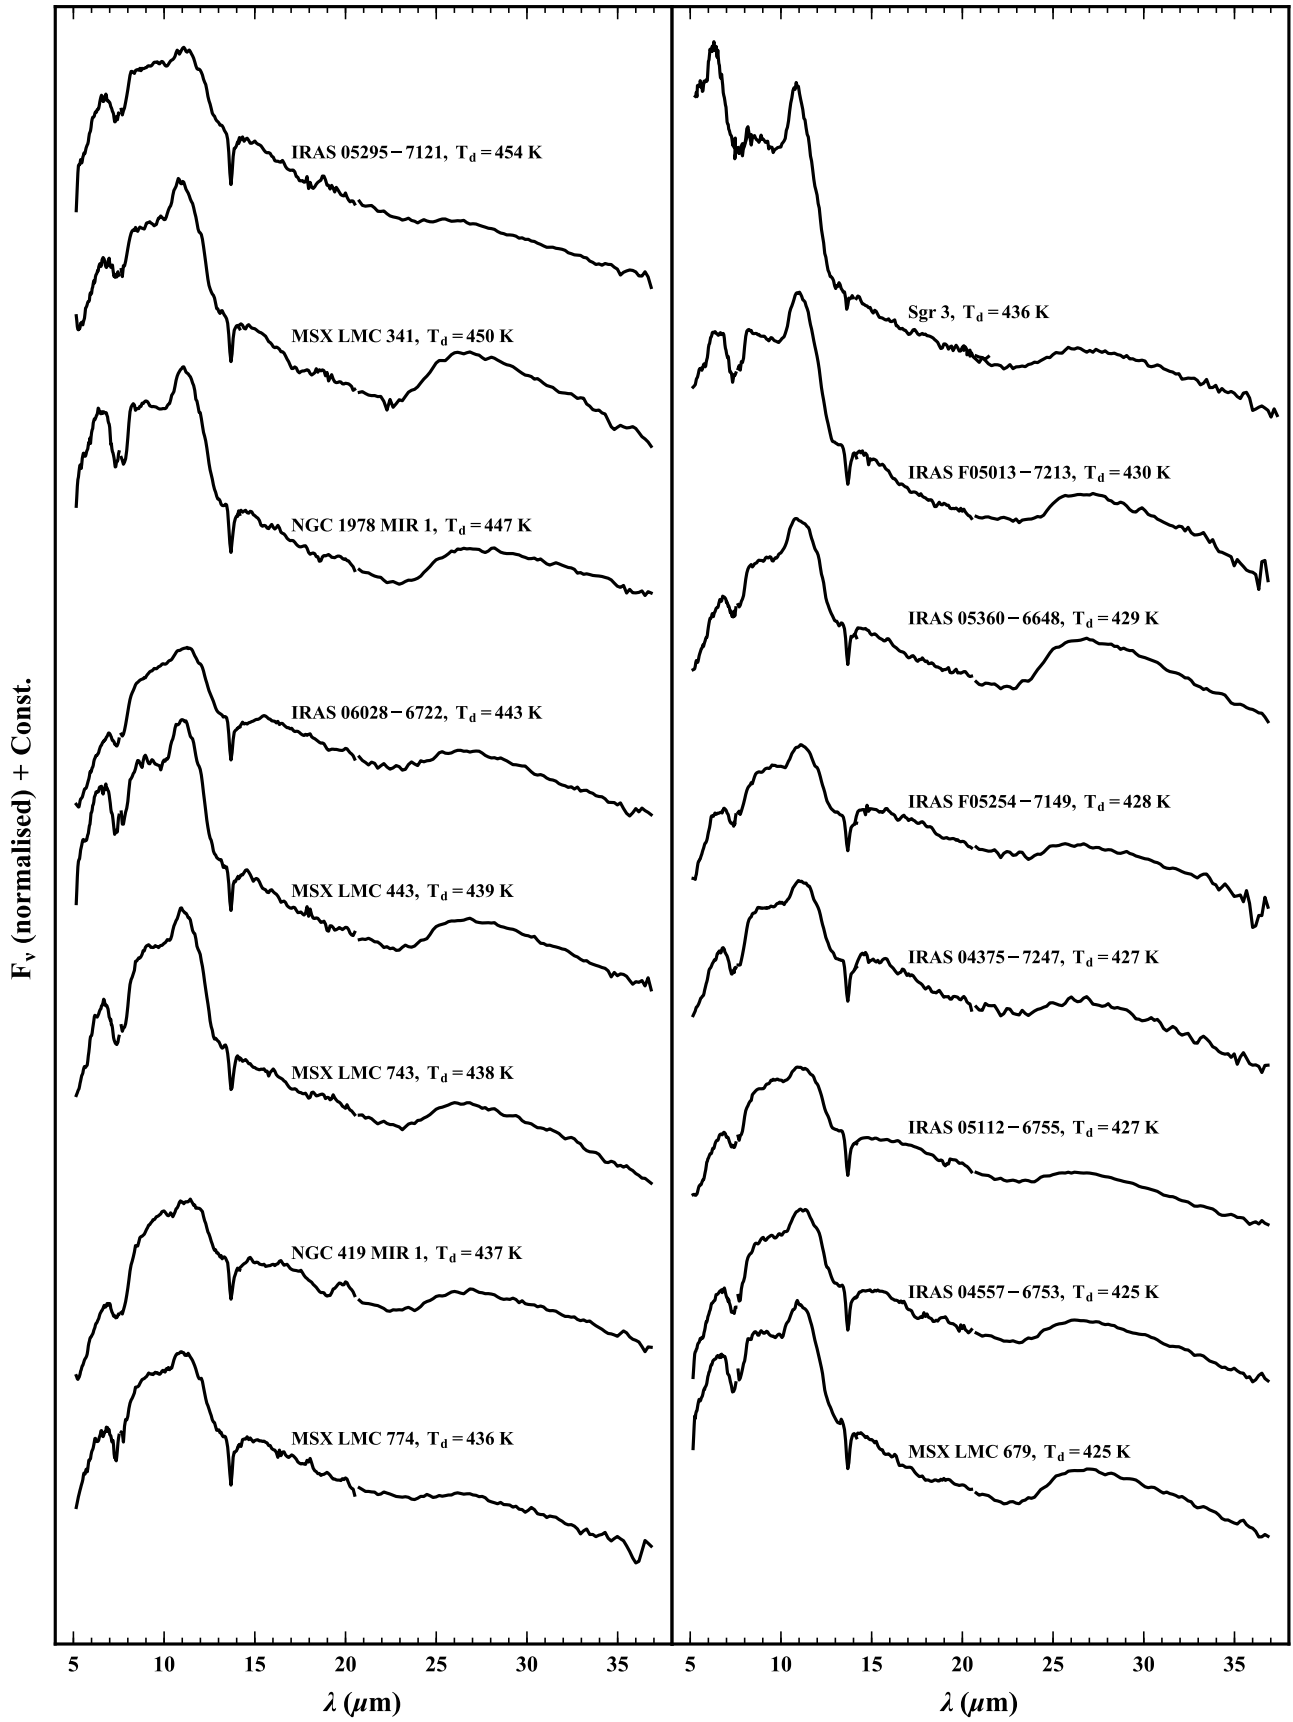 F_ν (normalised) + Const.
IRAS 05295−7121, T_d = 454 K
MSX LMC 341, T_d = 450 K
NGC 1978 MIR 1, T_d = 447 K
IRAS 06028−6722, T_d = 443 K
MSX LMC 443, T_d = 439 K
MSX LMC 743, T_d = 438 K
NGC 419 MIR 1, T_d = 437 K
MSX LMC 774, T_d = 436 K
5 10 15 20 25 30 35
λ (μm)
Sgr 3, T_d = 436 K
IRAS F05013−7213, T_d = 430 K
IRAS 05360−6648, T_d = 429 K
IRAS F05254−7149, T_d = 428 K
IRAS 04375−7247, T_d = 427 K
IRAS 05112−6755, T_d = 427 K
IRAS 04557−6753, T_d = 425 K
MSX LMC 679, T_d = 425 K
5 10 15 20 25 30 35
λ (μm)